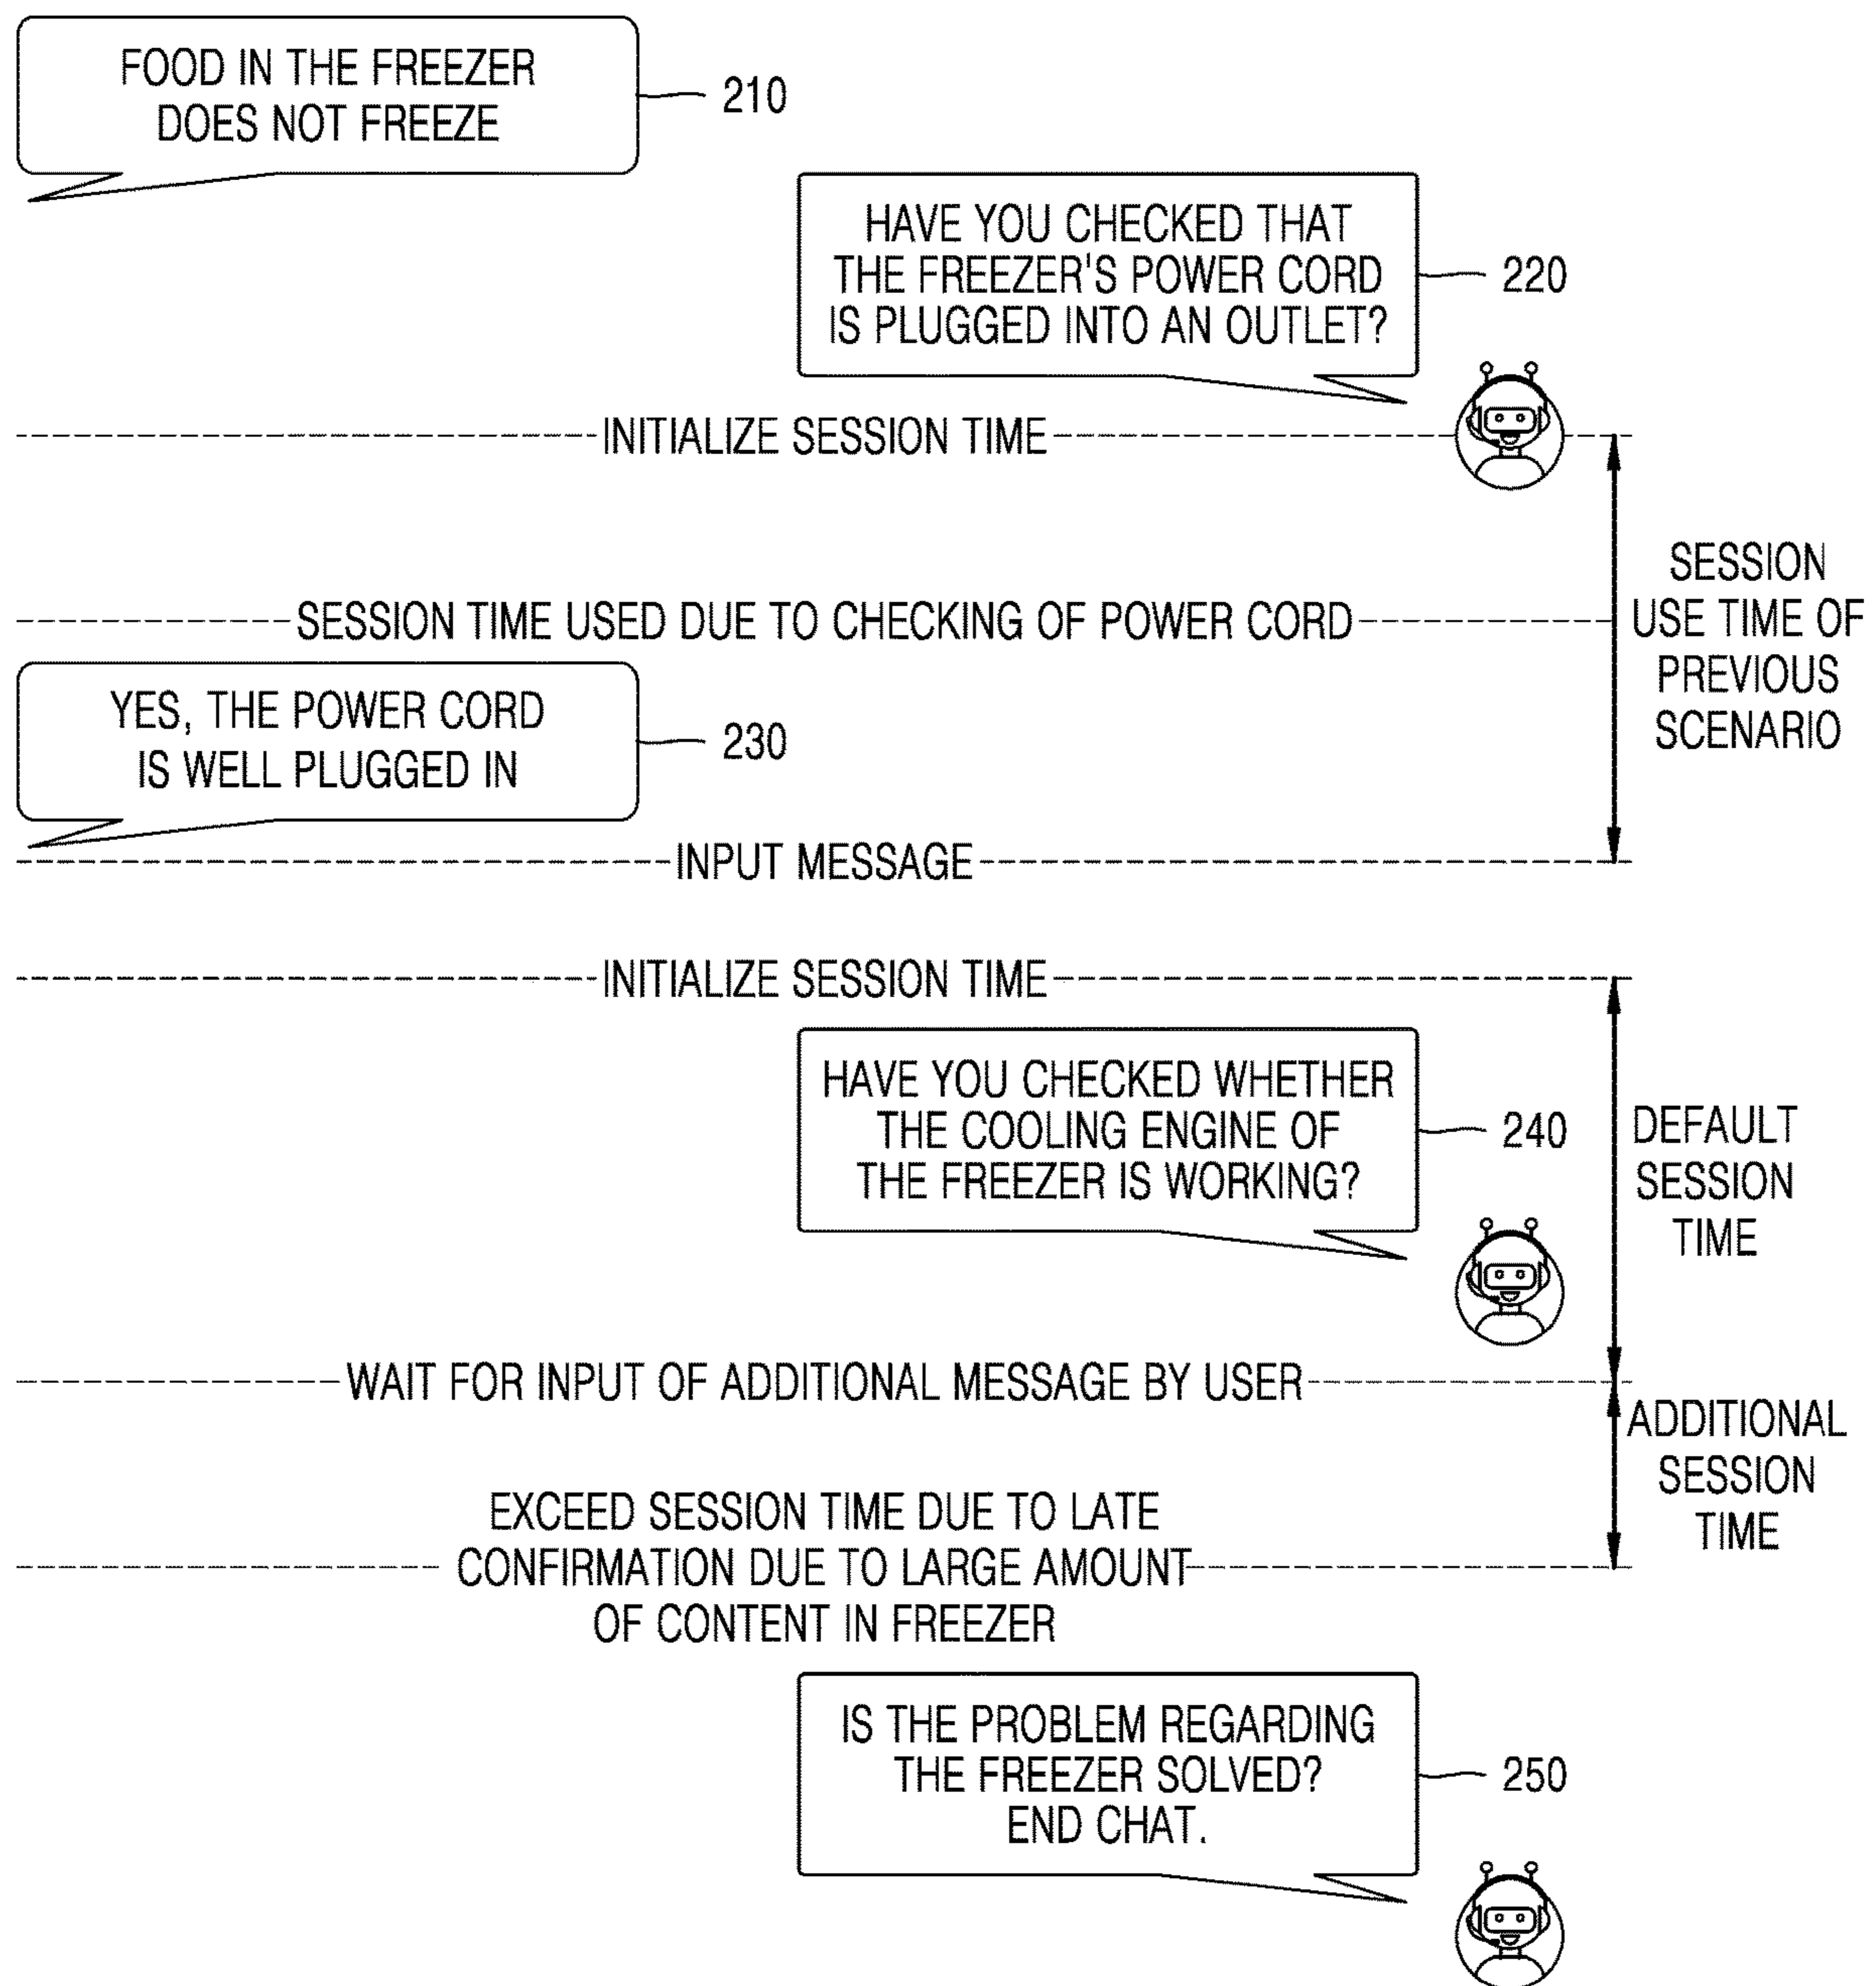 FOOD IN THE FREEZER
DOES NOT FREEZE
210
HAVE YOU CHECKED THAT
THE FREEZER'S POWER CORD
IS PLUGGED INTO AN OUTLET?
220
INITIALIZE SESSION TIME
SESSION
USE TIME OF
PREVIOUS
SCENARIO
SESSION TIME USED DUE TO CHECKING OF POWER CORD
YES, THE POWER CORD
IS WELL PLUGGED IN
230
INPUT MESSAGE
INITIALIZE SESSION TIME
HAVE YOU CHECKED WHETHER
THE COOLING ENGINE OF
THE FREEZER IS WORKING?
240
DEFAULT
SESSION
TIME
WAIT FOR INPUT OF ADDITIONAL MESSAGE BY USER
ADDITIONAL
SESSION
TIME
EXCEED SESSION TIME DUE TO LATE
CONFIRMATION DUE TO LARGE AMOUNT
OF CONTENT IN FREEZER
IS THE PROBLEM REGARDING
THE FREEZER SOLVED?
END CHAT.
250